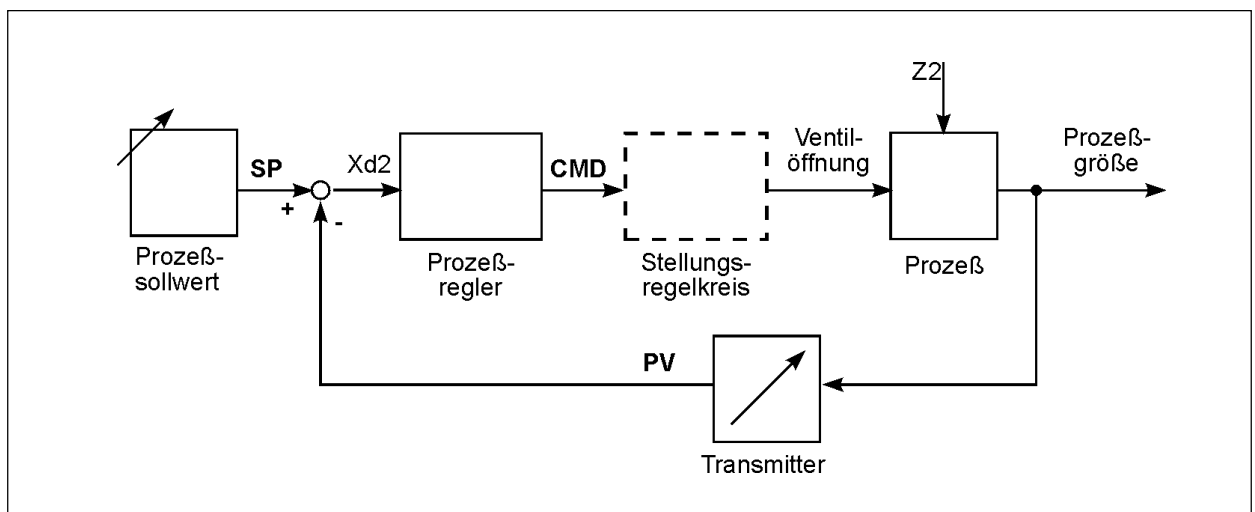 Z2
SP
+
-
Xd2
CMD
Ventil-
öffnung
Prozeß-
größe
Prozeß-
sollwert
Prozeß-
regler
Stellungs-
regelkreis
Prozeß
PV
Transmitter